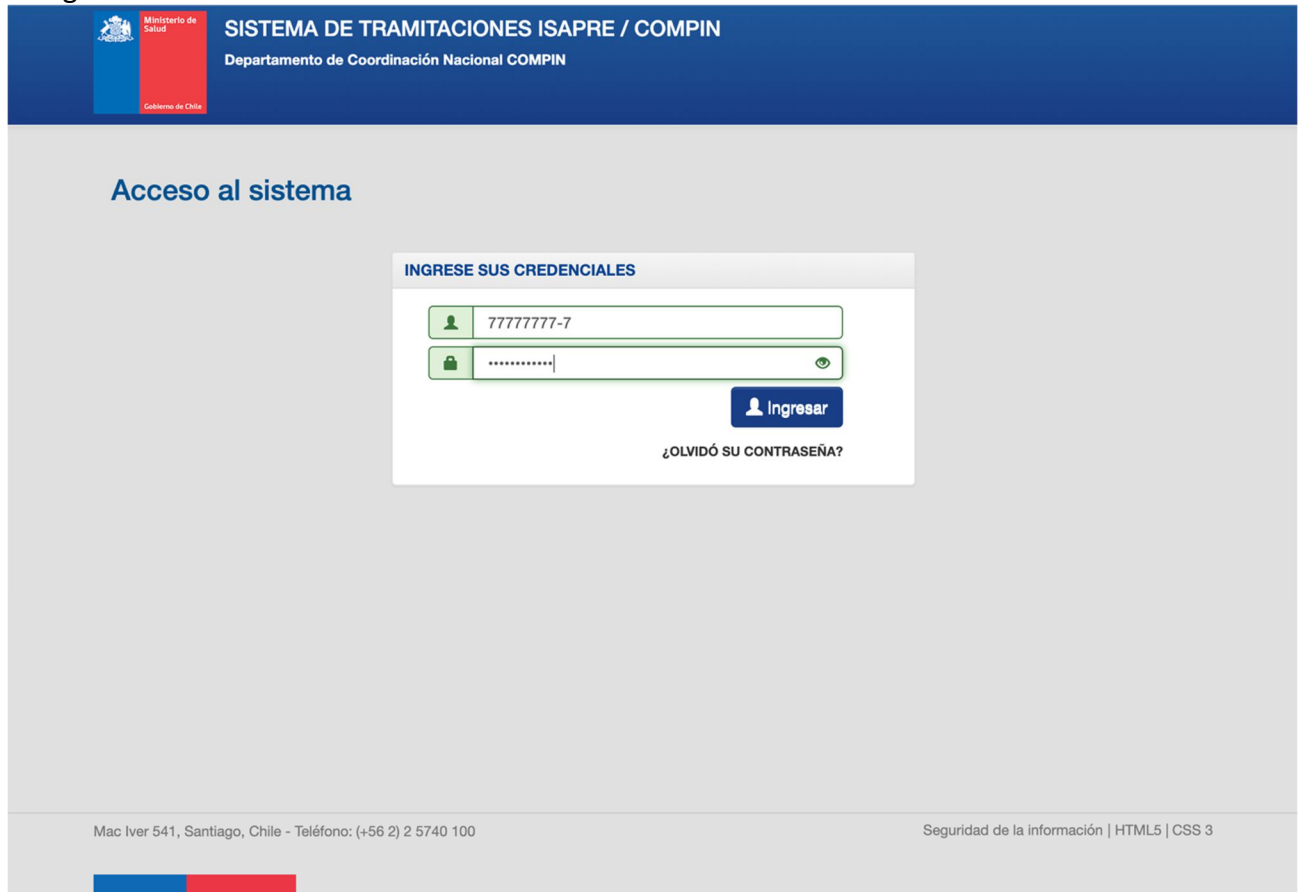 Ministerio de
Salud
Gobierno de Chile
SISTEMA DE TRAMITACIONES ISAPRE / COMPIN
Departamento de Coordinación Nacional COMPIN
Acceso al sistema
INGRESE SUS CREDENCIALES
77777777-7
••••••••••••
Ingresar
¿OLVIDÓ SU CONTRASEÑA?
Mac Iver 541, Santiago, Chile - Teléfono: (+56 2) 2 5740 100
Seguridad de la información | HTML5 | CSS 3